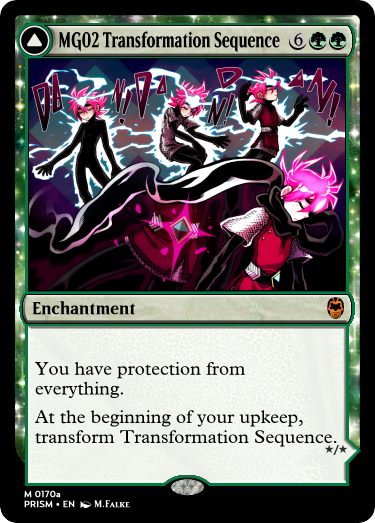 MG02 Transformation Sequence 6
Enchantment
You have protection from
everything.
At the beginning of your upkeep,
transform Transformation Sequence.
★/★
M 0170a
PRISM • EN M.Falke